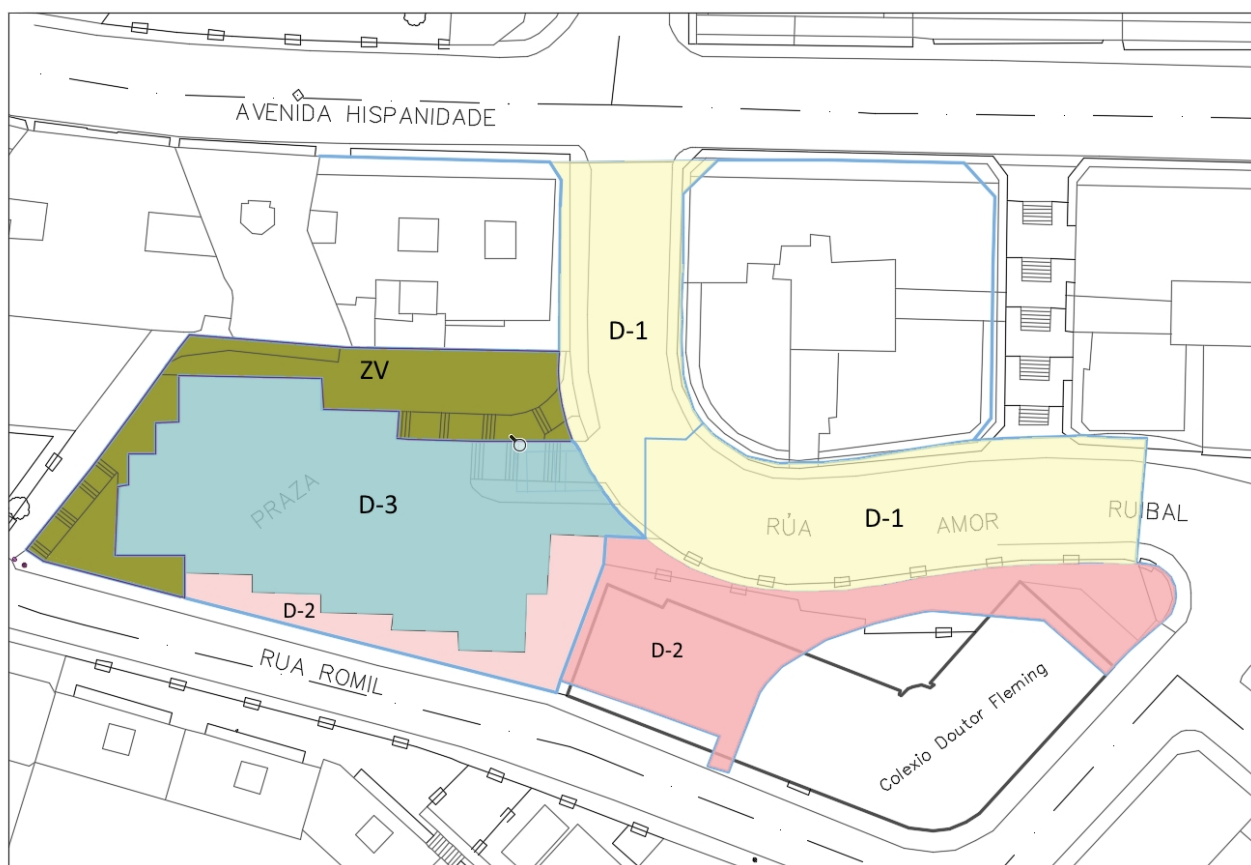 AVENIDA HISPANIDADE
D-1
ZV
PRAZA
D-3
RÚA AMOR RUIBAL
D-1
D-2
D-2
RUA ROMIL
Colexio Doutor Fleming